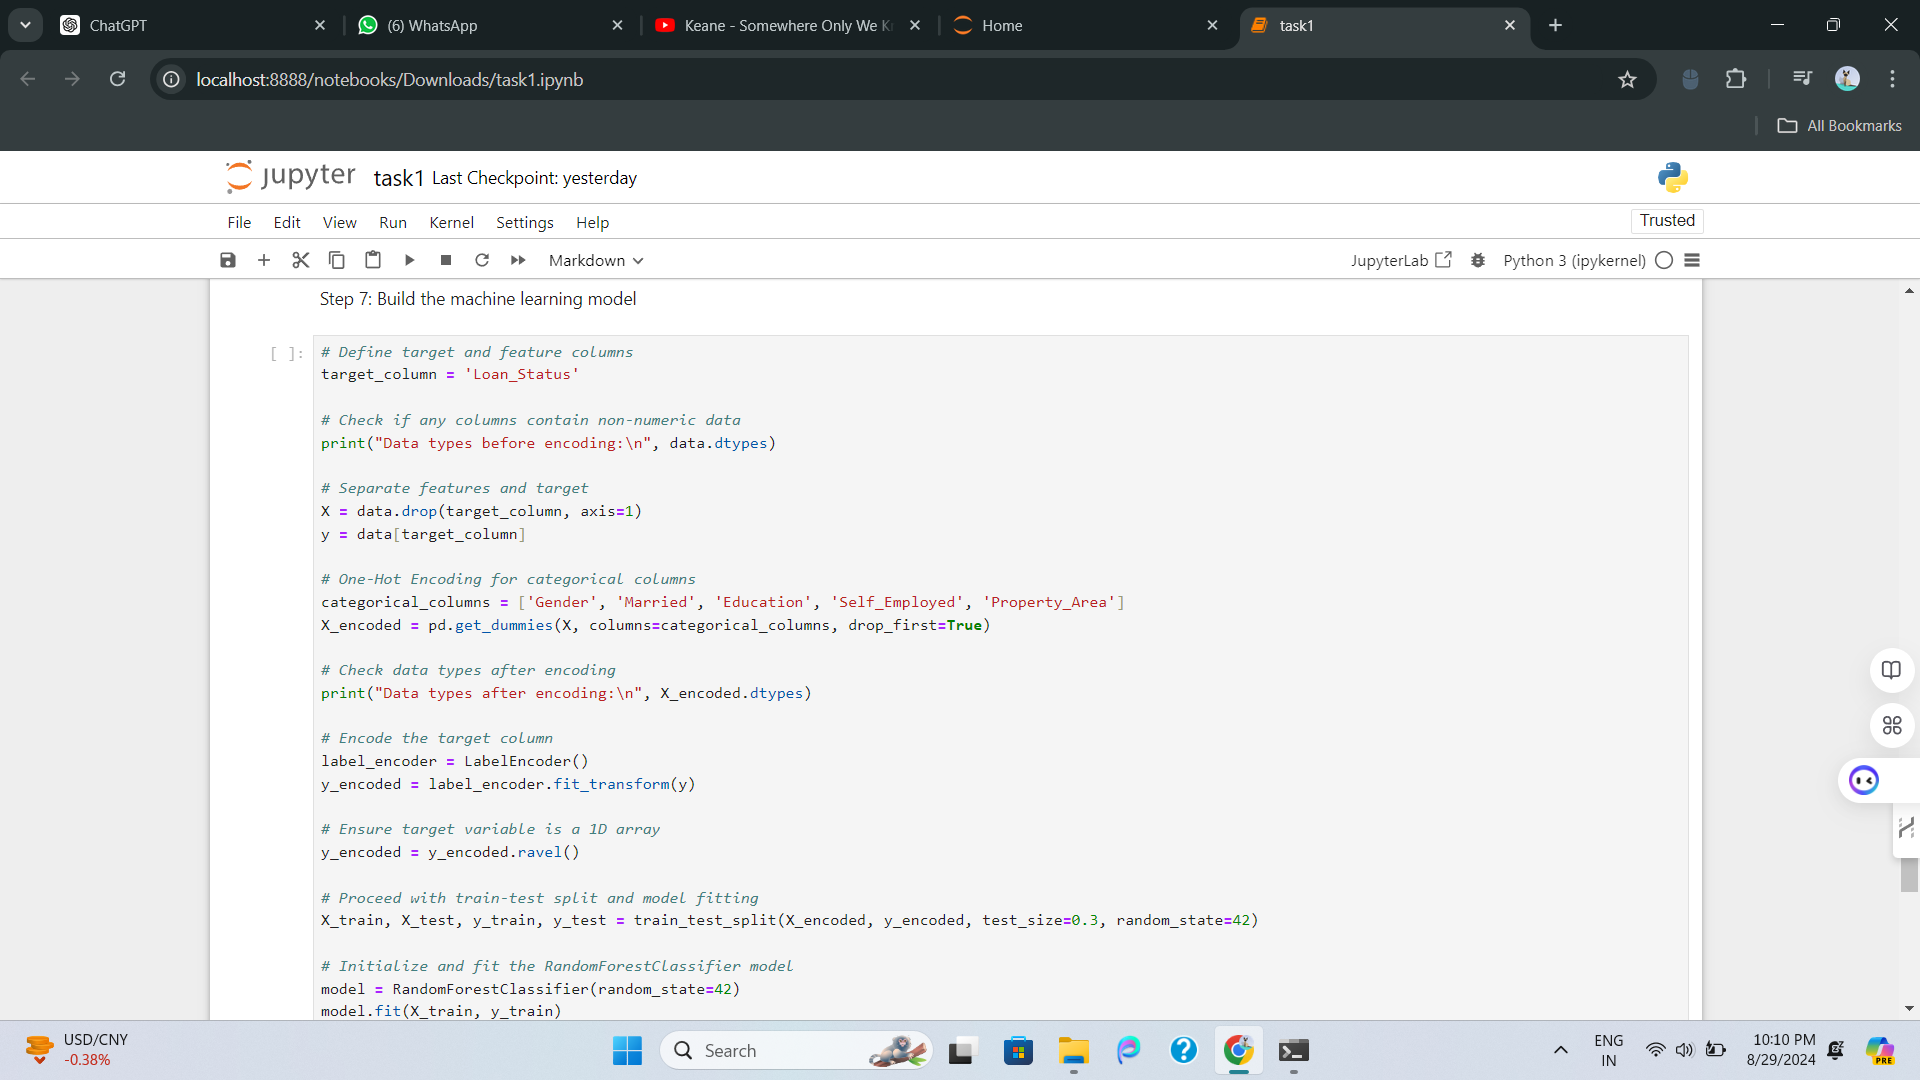 ChatGPT
(6) WhatsApp
Keane - Somewhere Only We K
Home
task1
localhost:8888/notebooks/Downloads/task1.ipynb
All Bookmarks
jupyter task1 Last Checkpoint: yesterday
File Edit View Run Kernel Settings Help
Trusted
Markdown
JupyterLab
Python 3 (ipykernel)
Step 7: Build the machine learning model
[ ]:
# Define target and feature columns
target_column = 'Loan_Status'
# Check if any columns contain non-numeric data
print("Data types before encoding:\n", data.dtypes)
# Separate features and target
X = data.drop(target_column, axis=1)
y = data[target_column]
# One-Hot Encoding for categorical columns
categorical_columns = ['Gender', 'Married', 'Education', 'Self_Employed', 'Property_Area']
X_encoded = pd.get_dummies(X, columns=categorical_columns, drop_first=True)
# Check data types after encoding
print("Data types after encoding:\n", X_encoded.dtypes)
# Encode the target column
label_encoder = LabelEncoder()
y_encoded = label_encoder.fit_transform(y)
# Ensure target variable is a 1D array
y_encoded = y_encoded.ravel()
# Proceed with train-test split and model fitting
X_train, X_test, y_train, y_test = train_test_split(X_encoded, y_encoded, test_size=0.3, random_state=42)
# Initialize and fit the RandomForestClassifier model
model = RandomForestClassifier(random_state=42)
model.fit(X_train, y_train)
USD/CNY
-0.38%
Search
ENG
IN
10:10 PM
8/29/2024
PRE